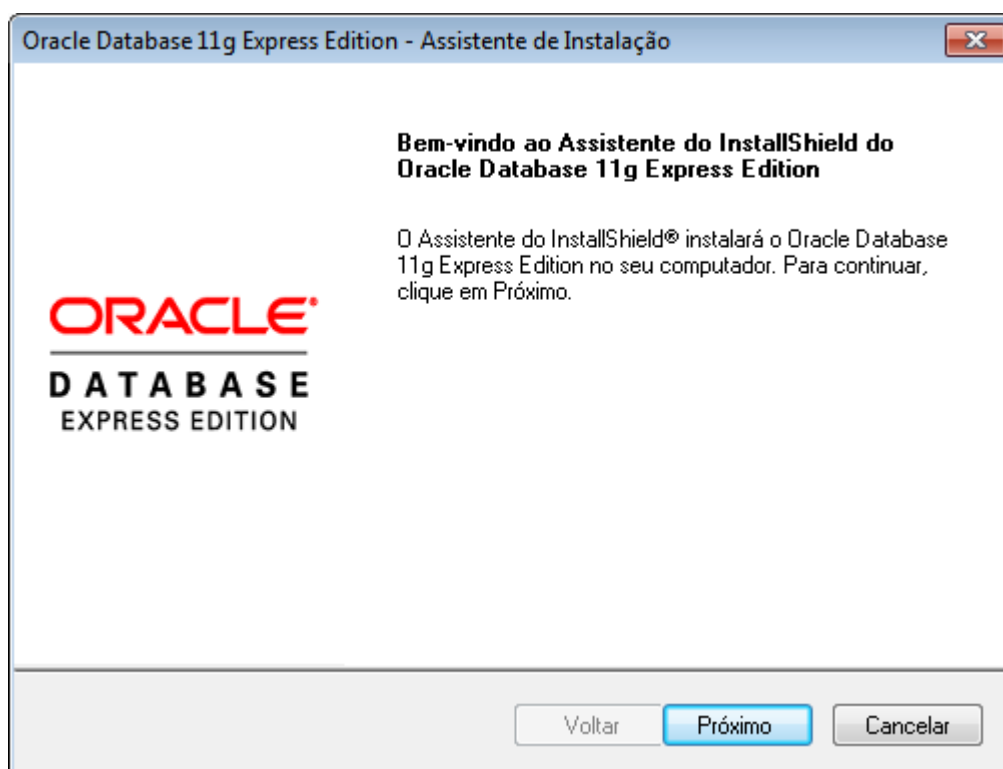 Oracle Database 11g Express Edition - Assistente de Instalação
Bem-vindo ao Assistente do InstallShield do
Oracle Database 11g Express Edition
O Assistente do InstallShield® instalará o Oracle Database
11g Express Edition no seu computador. Para continuar,
clique em Próximo.
ORACLE
DATABASE
EXPRESS EDITION
Voltar
Próximo
Cancelar